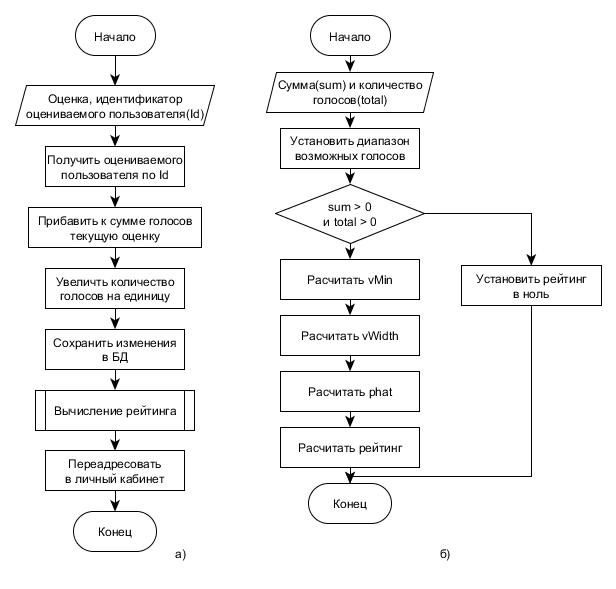 Начало
Оценка, идентификатор
оцениваемого пользователя(Id)
Получить оцениваемого
пользователя по Id
Прибавить к сумме голосов
текущую оценку
Увеличть количество
голосов на единицу
Сохранить изменения
в БД
Вычисление рейтинга
Переадресовать
в личный кабинет
Конец
а)
Начало
Сумма(sum) и количество
голосов(total)
Установить диапазон
возможных голосов
sum > 0
и total > 0
Расчитать vMin
Установить рейтинг
в ноль
Расчитать vWidth
Расчитать phat
Расчитать рейтинг
Конец
б)